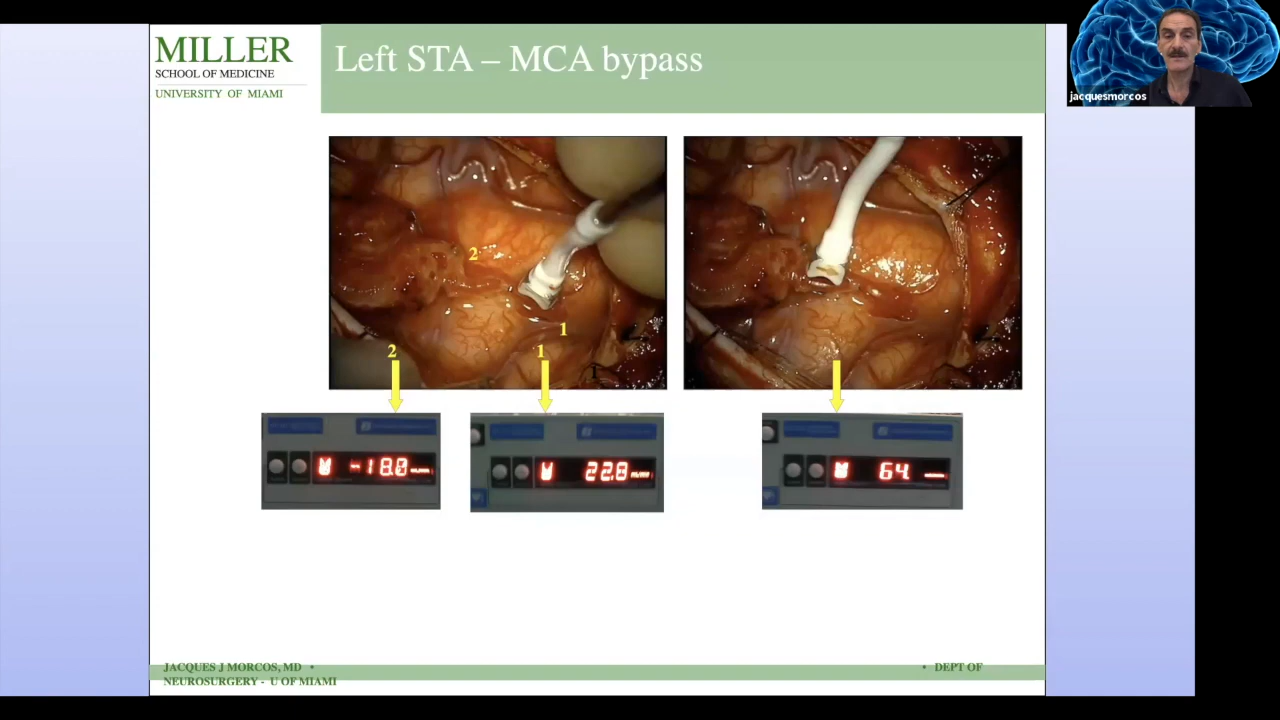 MILLER
SCHOOL OF MEDICINE
UNIVERSITY OF MIAMI
Left STA – MCA bypass
jacquesmorcos
2
1
2
1
-18.0
22.8
64.
JACQUES J MORCOS, MD •
• DEPT OF
NEUROSURGERY - U OF MIAMI